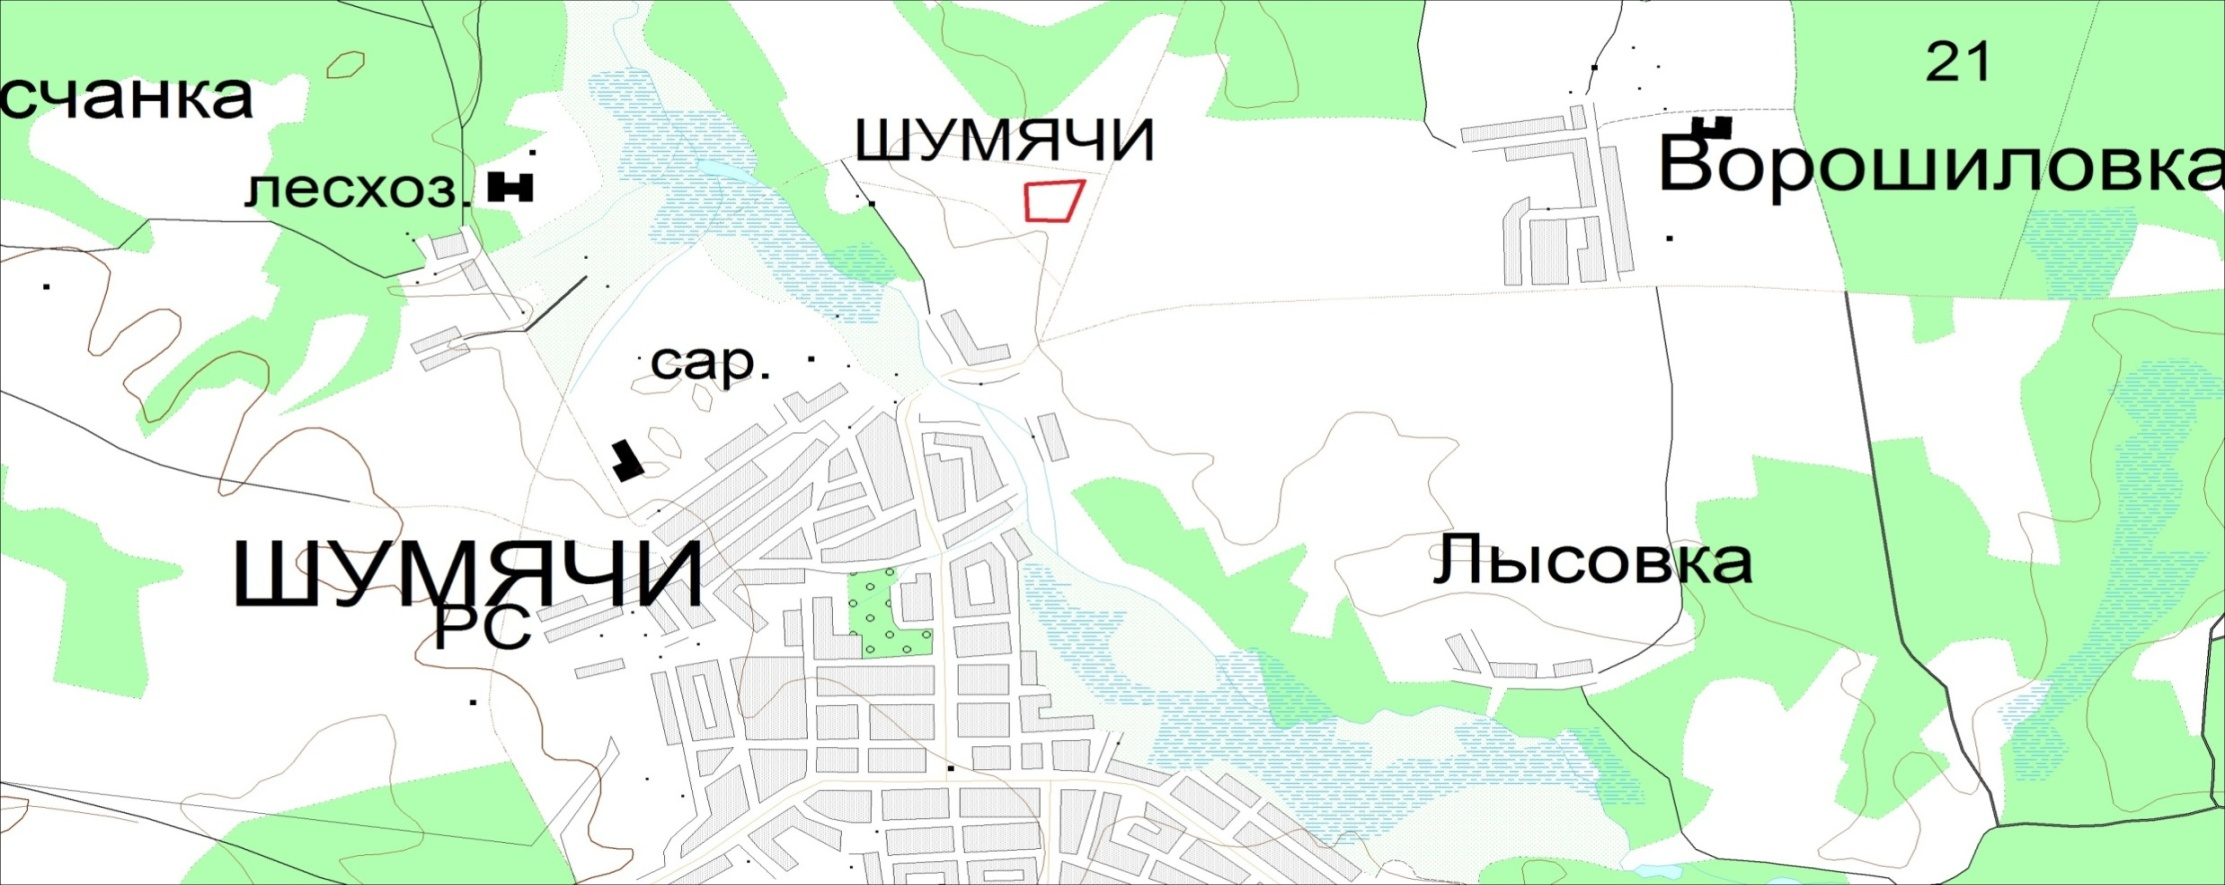 21
счанка
ШУМЯЧИ
Ворошиловка
лесхоз.
сар.
Лысовка
ШУМЯЧИ
РС